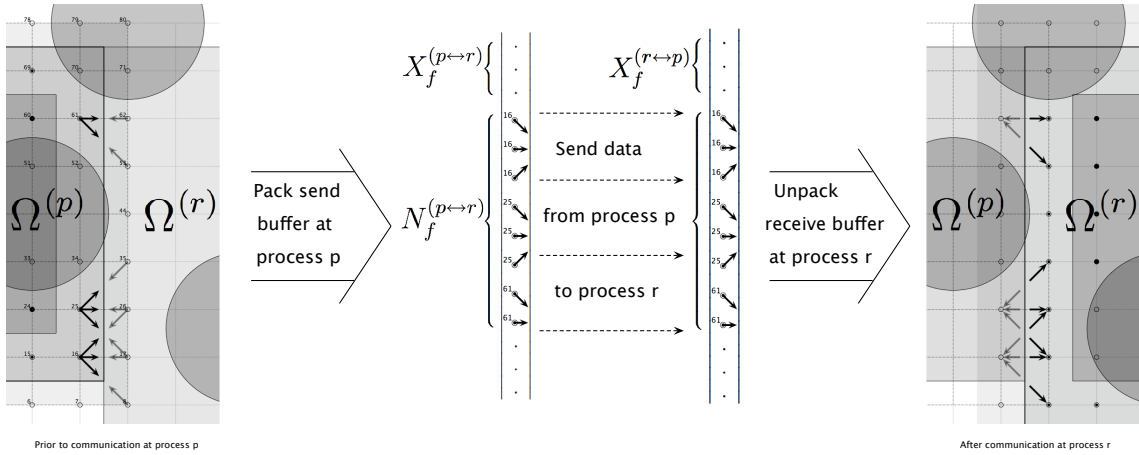 78 79 80
69 70 71
60 61 62
51 52 53
44
33 34 35
24 25 26
15 16 17
6 7 8
Ω^(p) Ω^(r)
Prior to communication at process p
Pack send
buffer at
process p
X_f^(p↔r)
N_f^(p↔r)
16
16
16
25
25
25
61
61
Send data
from process p
to process r
X_f^(r↔p)
16
16
16
25
25
25
61
61
Unpack
receive buffer
at process r
Ω^(p) Ω^(r)
After communication at process r